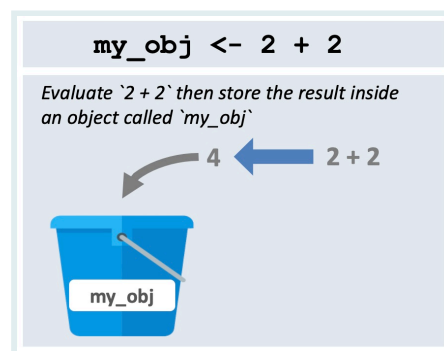 my_obj <- 2 + 2
Evaluate `2 + 2` then store the result inside
an object called `my_obj`
4 2 + 2
my_obj